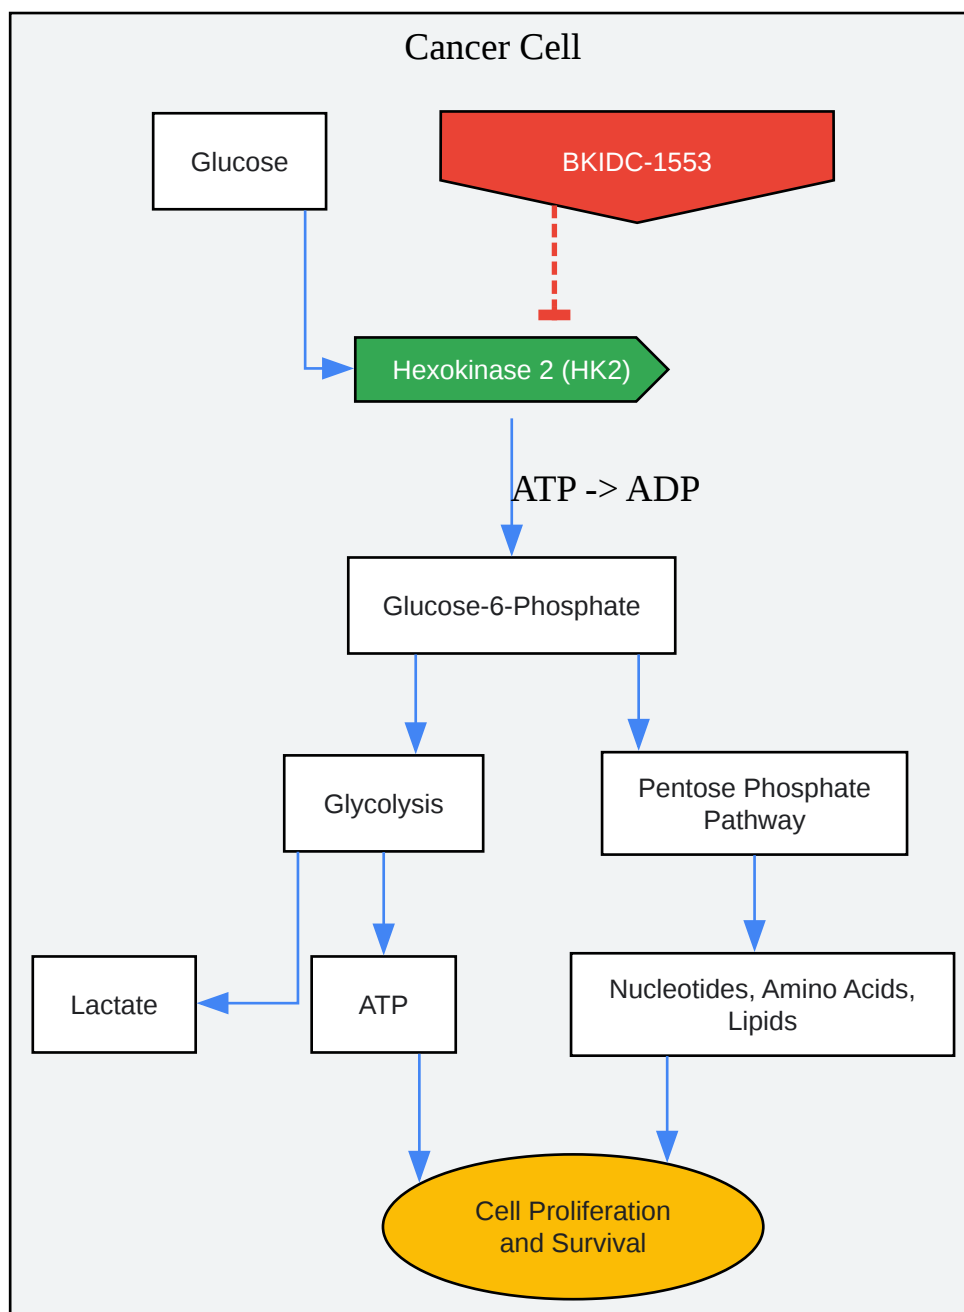 Cancer Cell
Glucose
BKIDC-1553
Hexokinase 2 (HK2)
ATP -> ADP
Glucose-6-Phosphate
Glycolysis
Pentose Phosphate
Pathway
Lactate
ATP
Nucleotides, Amino Acids,
Lipids
Cell Proliferation
and Survival